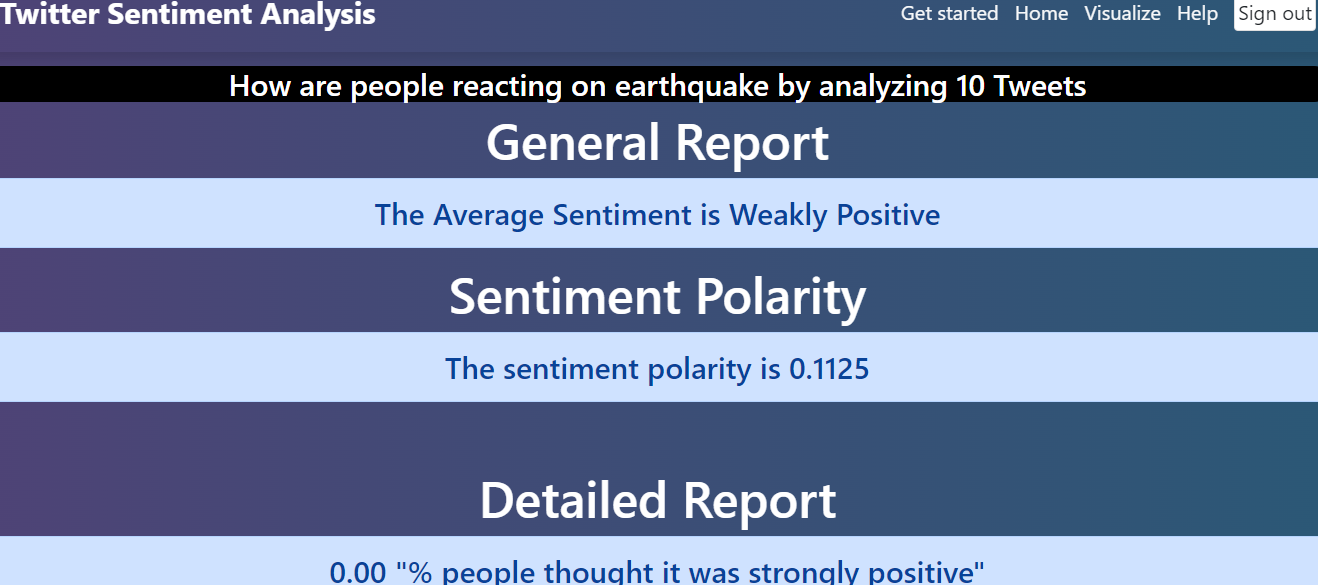 Twitter Sentiment Analysis
Get started Home Visualize Help Sign out
How are people reacting on earthquake by analyzing 10 Tweets
General Report
The Average Sentiment is Weakly Positive
Sentiment Polarity
The sentiment polarity is 0.1125
Detailed Report
0.00 "% people thought it was strongly positive"